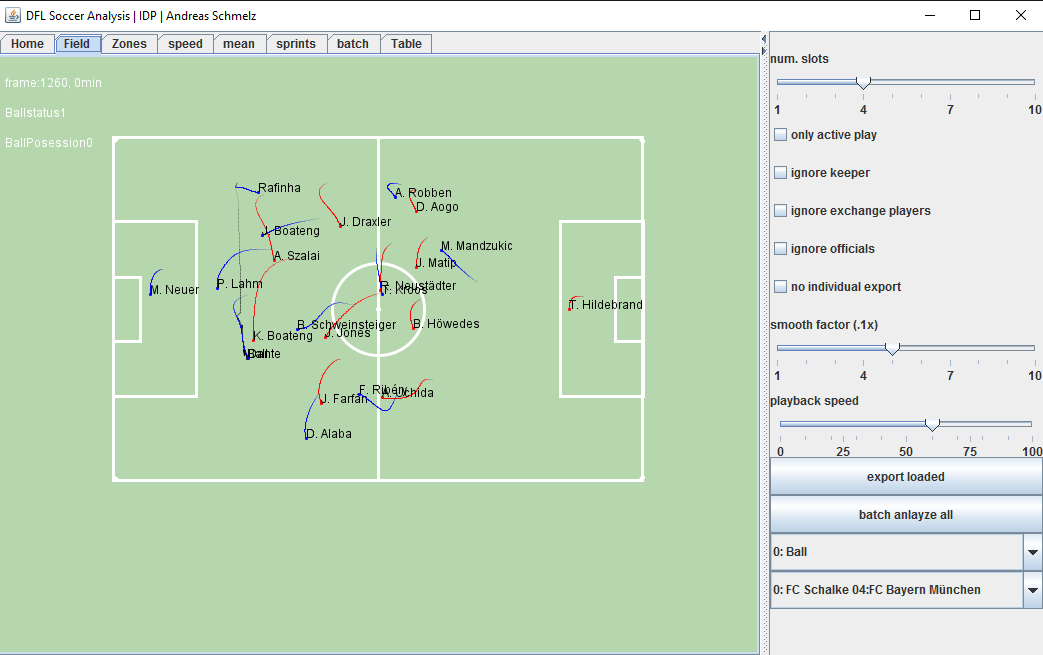 DFL Soccer Analysis | IDP | Andreas Schmelz
Home Field Zones speed mean sprints batch Table
frame:1260, 0min
Ballstatus1
BallPosession0
Rafinha
A. Robben
D. Aogo
J. Draxler
Boateng
M. Mandzukic
A. Szalai
J. Matip
P. Lahm
M. Neuer
Neustädter
T. Hildebrand
B. Schweinsteiger
B. Höwedes
K. Boateng
J. Jones
F. Ribéry
Uchida
J. Farfan
D. Alaba
num. slots
1 4 7 10
only active play
ignore keeper
ignore exchange players
ignore officials
no individual export
smooth factor (.1x)
1 4 7 10
playback speed
0 25 50 75 100
export loaded
batch anlayze all
0: Ball
0: FC Schalke 04:FC Bayern München